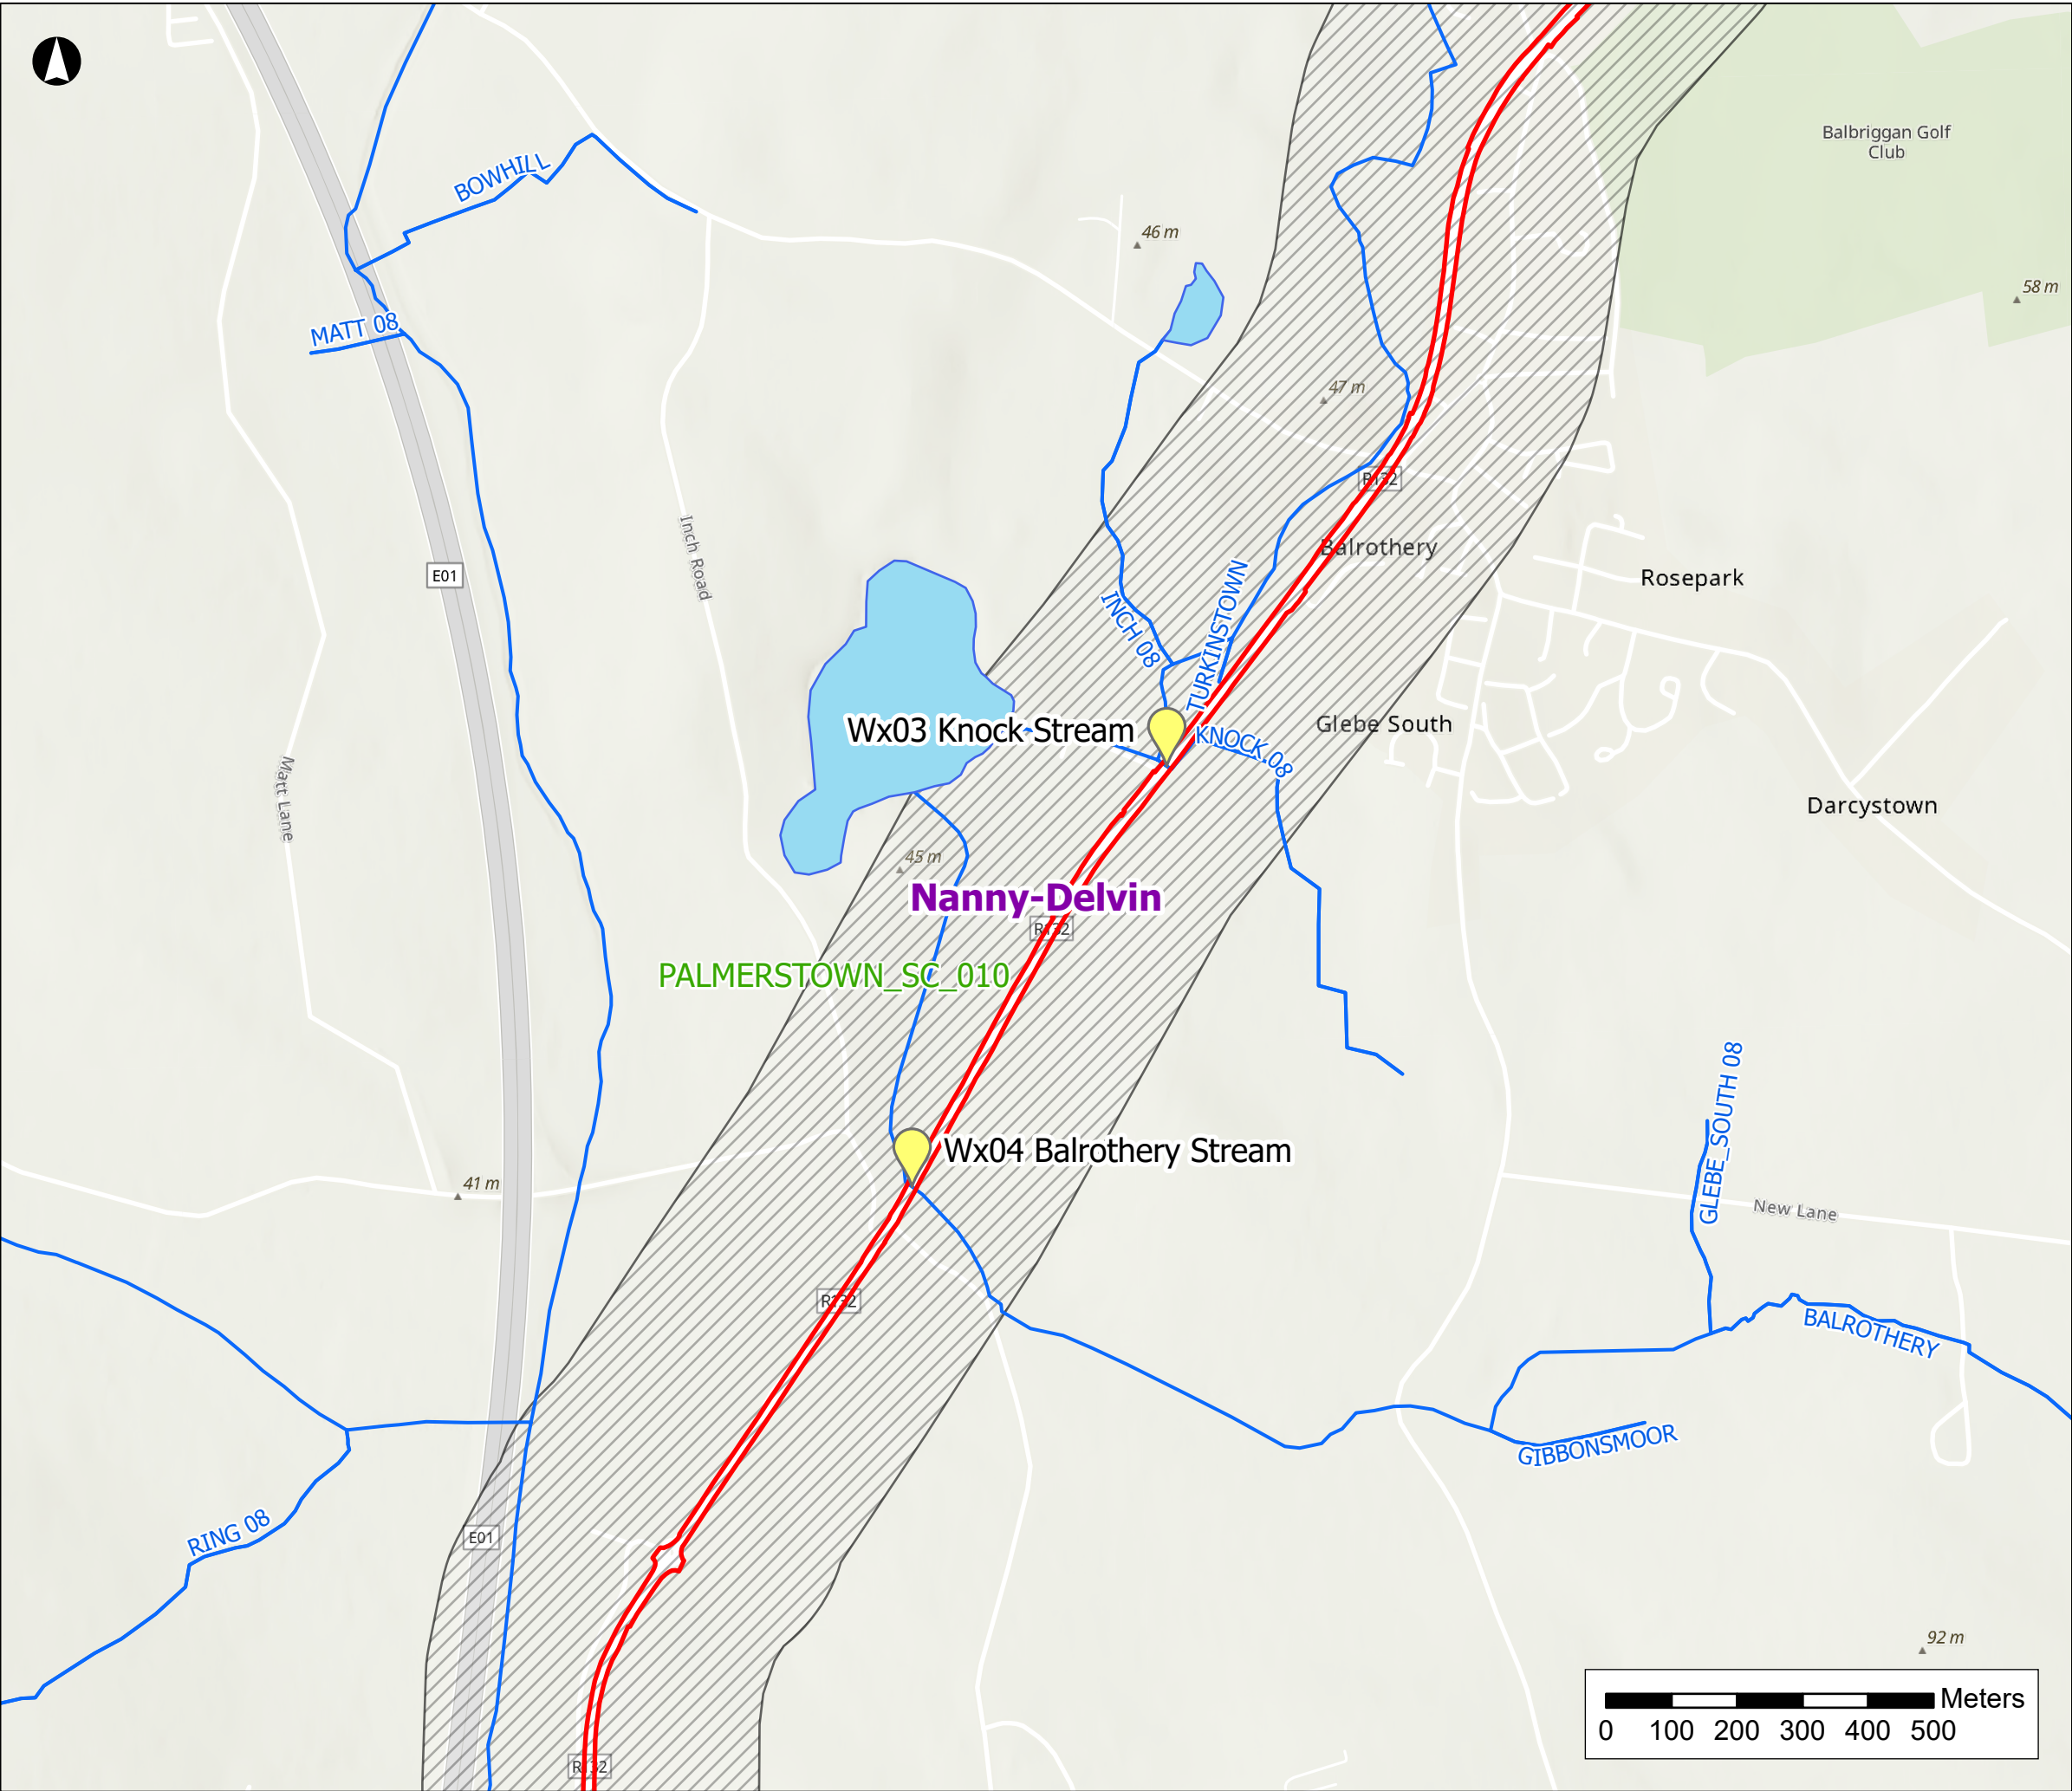 Balbriggan Golf
Club
BOWHILL
46 m
58 m
MATT 08
47 m
R132
Balrothery
E01
Inch Road
Rosepark
INCH 08
TURKINSTOWN
Wx03 Knock Stream
KNOCK 08
Glebe South
Matt Lane
Darcystown
45 m
Nanny-Delvin
R132
PALMERSTOWN_SC_010
GLEBE_SOUTH 08
Wx04 Balrothery Stream
41 m
New Lane
R132
BALROTHERY
GIBBONSMOOR
RING 08
E01
92 m
Meters
0 100 200 300 400 500
R132